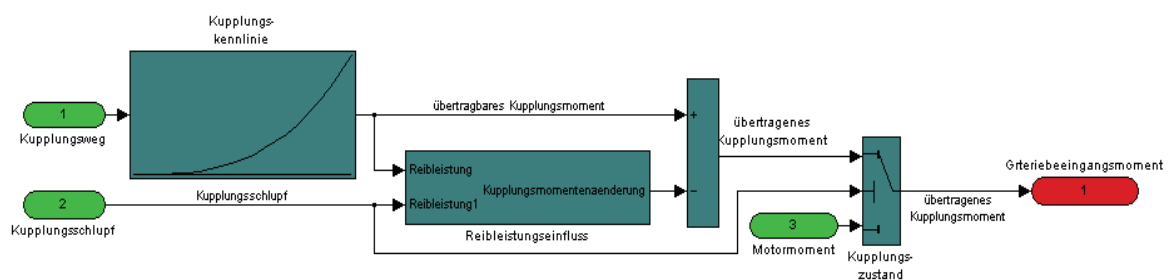 Kupplungs-
kennlinie
1
Kupplungsweg
übertragbares Kupplungsmoment
+
übertragenes
Kupplungsmoment
Reibleistung
Kupplungsmomentenaenderung
−
Reibleistung1
Reibleistungseinfluss
Kupplungsschlupf
2
Kupplungsschlupf
3
Motormoment
Kupplungs-
zustand
übertragenes
Kupplungsmoment
Grteriebeeingangsmoment
1